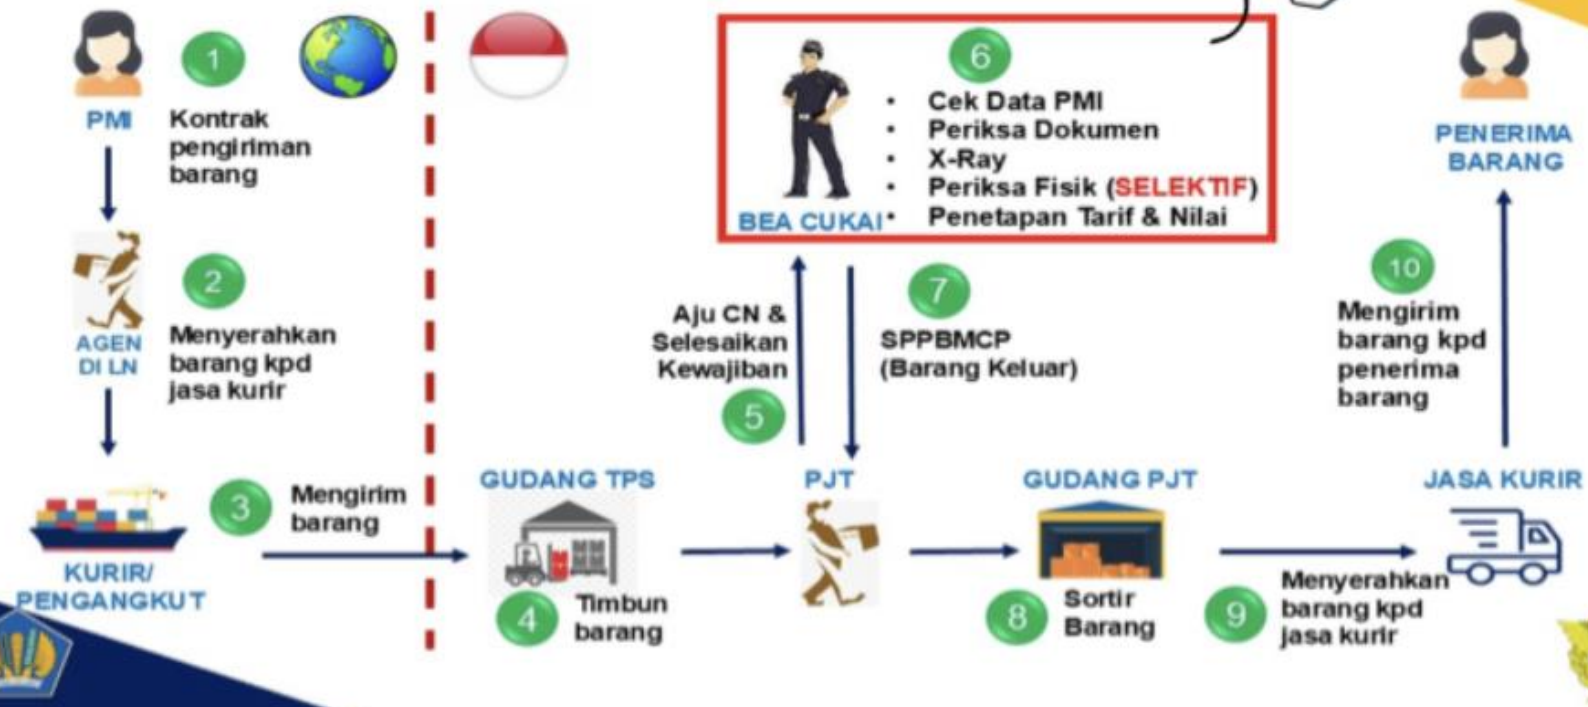 1
PMI
Kontrak
pengiriman
barang
2
AGEN
DI LN
Menyerahkan
barang kpd
jasa kurir
3
Mengirim
barang
KURIR/
PENGANGKUT
GUDANG TPS
4
Timbun
barang
Aju CN &
Selesaikan
Kewajiban
5
PJT
6
• Cek Data PMI
• Periksa Dokumen
• X-Ray
• Periksa Fisik (SELEKTIF)
• Penetapan Tarif & Nilai
BEA CUKAI
7
SPPBMCP
(Barang Keluar)
GUDANG PJT
8
Sortir
Barang
9
Menyerahkan
barang kpd
jasa kurir
JASA KURIR
10
Mengirim
barang kpd
penerima
barang
PENERIMA
BARANG